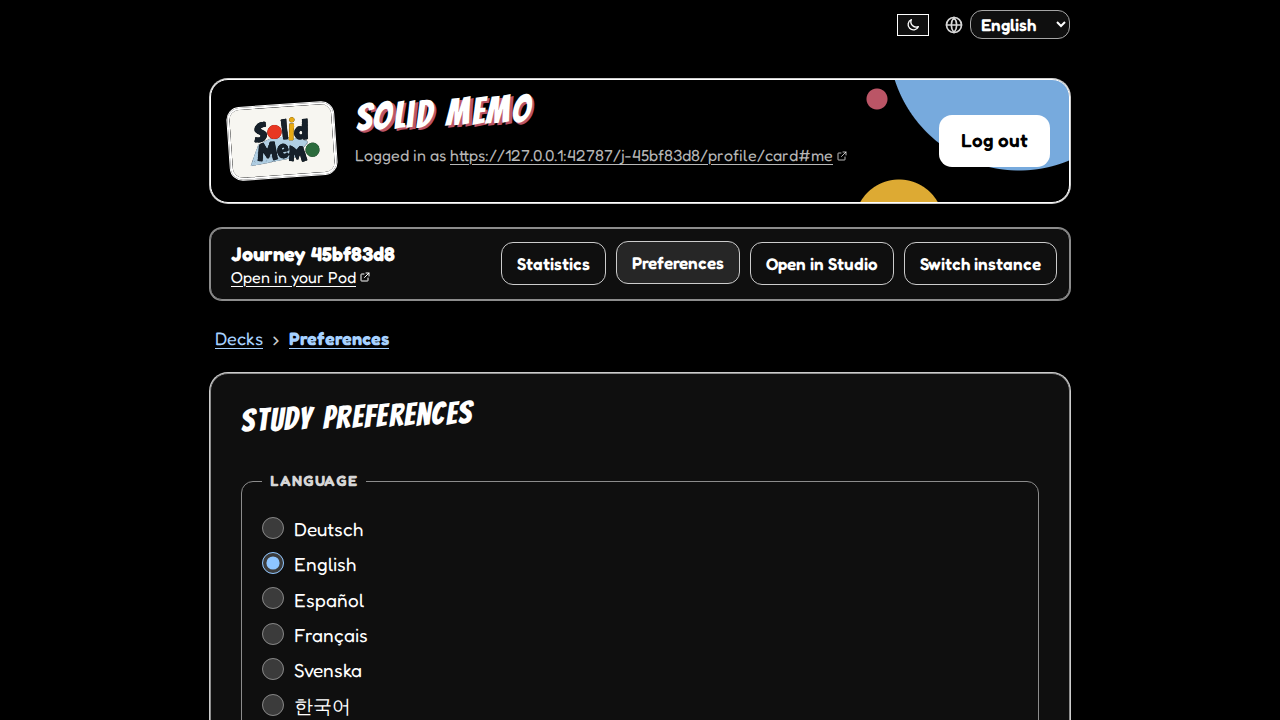 English
Solid Memo
SOLID MEMO
Logged in as https://127.0.0.1:42787/j-45bf83d8/profile/card#me
Log out
Journey 45bf83d8
Open in your Pod
Statistics
Preferences
Open in Studio
Switch instance
Decks › Preferences
STUDY PREFERENCES
LANGUAGE
Deutsch
English
Español
Français
Svenska
한국어